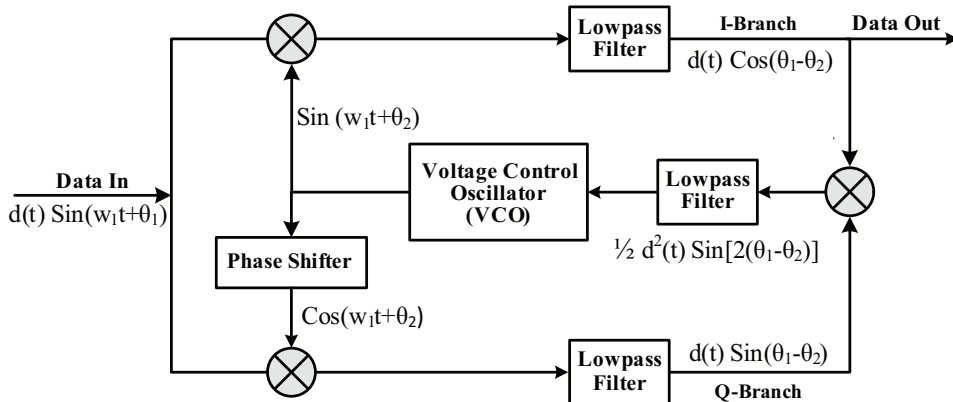 Lowpass
Filter
I-Branch
Data Out
d(t) Cos(θ₁-θ₂)
Sin (w₁t+θ₂)
Voltage Control
Oscillator
(VCO)
Lowpass
Filter
Data In
d(t) Sin(w₁t+θ₁)
½ d²(t) Sin[2(θ₁-θ₂)]
Phase Shifter
Cos(w₁t+θ₂)
Lowpass
Filter
d(t) Sin(θ₁-θ₂)
Q-Branch